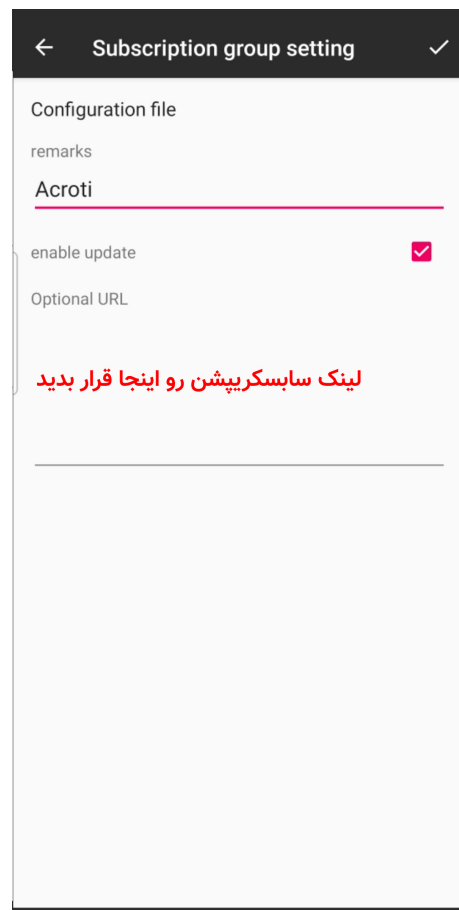 Subscription group setting
Configuration file
remarks
Acroti
enable update
Optional URL
لینک سابسکریپشن رو اینجا قرار بدید